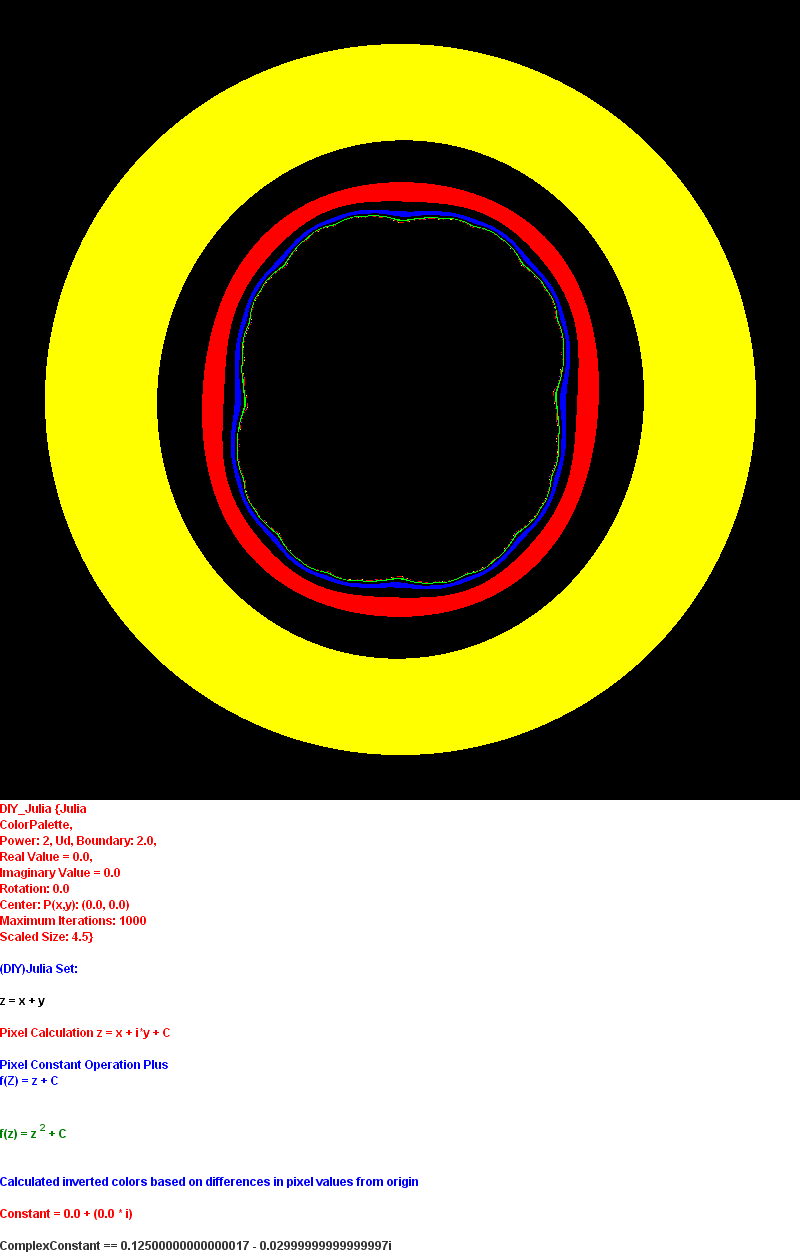 DIY_Julia {Julia
ColorPalette,
Power: 2, Ud, Boundary: 2.0,
Real Value = 0.0,
Imaginary Value = 0.0
Rotation: 0.0
Center: P(x,y): (0.0, 0.0)
Maximum Iterations: 1000
Scaled Size: 4.5}
(DIY)Julia Set:
z = x + y
Pixel Calculation z = x + i*y + C
Pixel Constant Operation Plus
f(Z) = z + C
f(z) = z 2 + C
Calculated inverted colors based on differences in pixel values from origin
Constant = 0.0 + (0.0 * i)
ComplexConstant == 0.12500000000000017 - 0.02999999999999997i